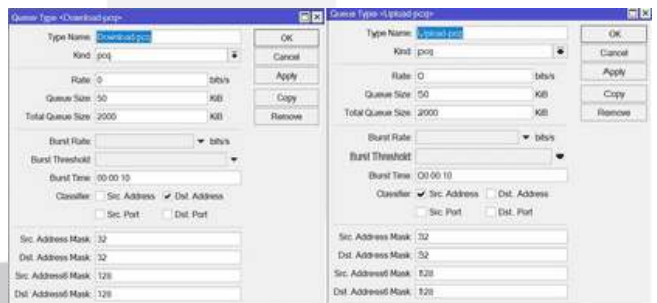 Queue Type <Download-pcq>
Type Name: Download-pcq
Kind: pcq
Rate: 0 bits/s
Queue Size: 50 KiB
Total Queue Size: 2000 KiB
Burst Rate: bits/s
Burst Threshold:
Burst Time: 00:00:10
Classifier: Src. Address Dst. Address
Src. Port Dst. Port
Src. Address Mask: 32
Dst. Address Mask: 32
Src. Address6 Mask: 128
Dst. Address6 Mask: 128
OK
Cancel
Apply
Copy
Remove
Queue Type <Upload-pcq>
Type Name: Upload-pcq
Kind: pcq
Rate: 0 bits/s
Queue Size: 50 KiB
Total Queue Size: 2000 KiB
Burst Rate: bits/s
Burst Threshold:
Burst Time: 00:00:10
Classifier: Src. Address Dst. Address
Src. Port Dst. Port
Src. Address Mask: 32
Dst. Address Mask: 32
Src. Address6 Mask: 128
Dst. Address6 Mask: 128
OK
Cancel
Apply
Copy
Remove